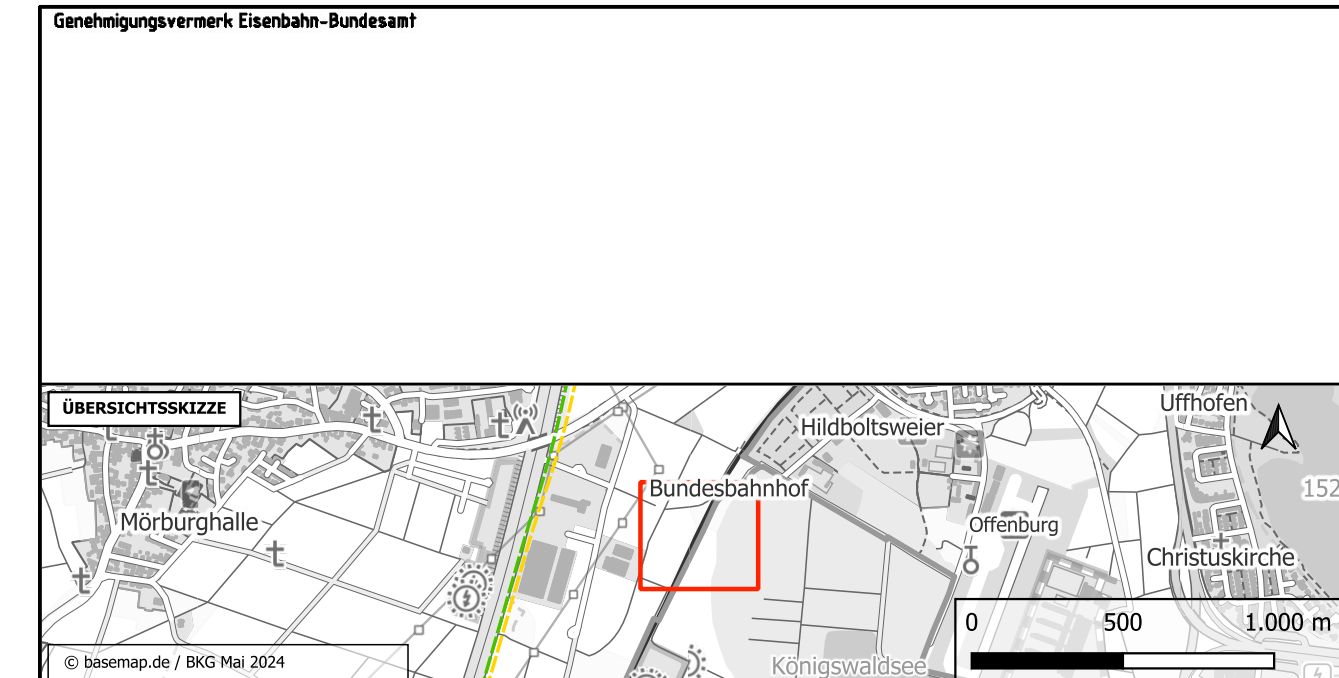 Genehmigungsvermerk Eisenbahn-Bundesamt
ÜBERSICHTSSKIZZE
Uffhofen
Hildboltsweier
152
Bundesbahnhof
Mörburghalle
Offenburg
Christuskirche
0 500 1.000 m
© basemap.de / BKG Mai 2024
Königswaldsee